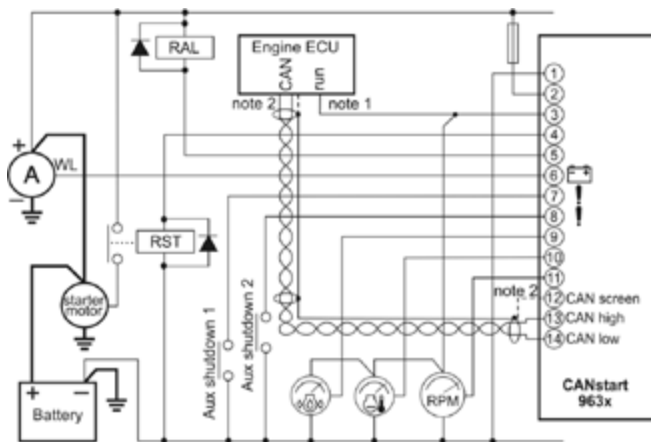 RAL
Engine ECU
CAN
run
note 2
note 1
1
2
3
4
5
6
7
8
9
10
11
12
13
14
+
A
WL
−
− +
RST
starter
motor
Aux shutdown 1
Aux shutdown 2
note 2
CAN screen
CAN high
CAN low
RPM
+ −
Battery
CANstart
963x